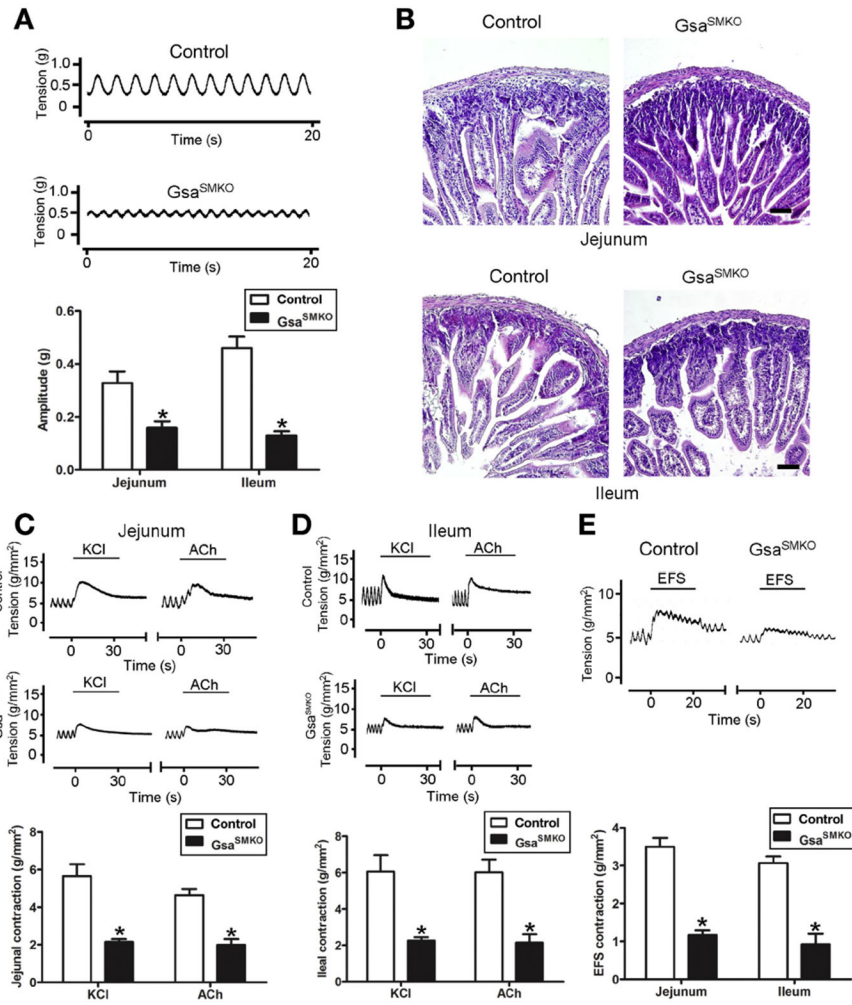 A
Control
Tension (g)
1.0
0.5
0
0
20
Time (s)
Gsa^SMKO
Tension (g)
1.0
0.5
0
0
20
Time (s)
Control
Gsa^SMKO
Amplitude (g)
0.6
0.4
0.2
0.0
Jejunum
Ileum
B
Control
Gsa^SMKO
Jejunum
Control
Gsa^SMKO
Ileum
C
Jejunum
KCl
ACh
Tension (g/mm²)
15
10
5
0
0
30
0
30
Time (s)
KCl
ACh
Tension (g/mm²)
15
10
5
0
0
30
0
30
Time (s)
Control
Gsa^SMKO
Jejunal contraction (g/mm²)
8
6
4
2
0
*
*
KCl
ACh
D
Ileum
KCl
ACh
Control
Tension (g/mm²)
15
10
5
0
0
30
0
30
Time (s)
KCl
ACh
Gsa^SMKO
Tension (g/mm²)
15
10
5
0
0
30
0
30
Time (s)
Control
Gsa^SMKO
Ileal contraction (g/mm²)
8
6
4
2
0
*
*
KCl
ACh
E
Control
Gsa^SMKO
EFS
EFS
Tension (g/mm²)
10
5
0
0
20
0
20
Time (s)
Control
Gsa^SMKO
EFS contraction (g/mm²)
4
3
2
1
0
*
*
Jejunum
Ileum